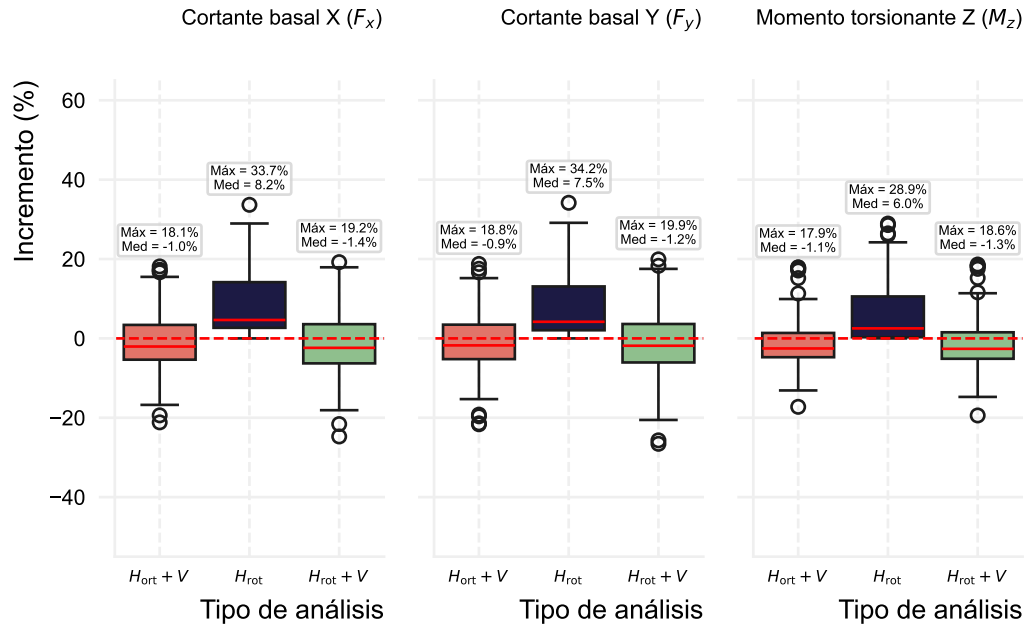 Cortante basal X (Fx)
Cortante basal Y (Fy)
Momento torsionante Z (Mz)
Incremento (%)
60
40
20
0
−20
−40
Máx = 18.1%
Med = -1.0%
Máx = 33.7%
Med = 8.2%
Máx = 19.2%
Med = -1.4%
Máx = 18.8%
Med = -0.9%
Máx = 34.2%
Med = 7.5%
Máx = 19.9%
Med = -1.2%
Máx = 17.9%
Med = -1.1%
Máx = 28.9%
Med = 6.0%
Máx = 18.6%
Med = -1.3%
Hort + V
Hrot
Hrot + V
Hort + V
Hrot
Hrot + V
Hort + V
Hrot
Hrot + V
Tipo de análisis
Tipo de análisis
Tipo de análisis